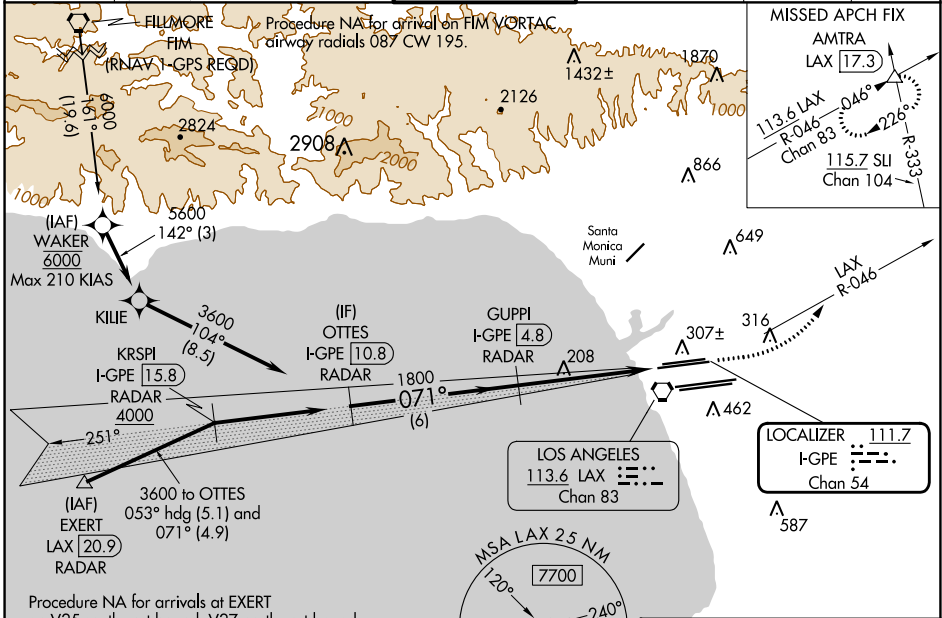 FILLMORE
FIM
(RNAV 1-GPS REQD)
Procedure NA for arrival on FIM VORTAC
airway radials 087 CW 195.
6000
161°
(19.6)
2824
2908
2000
1000
1000
1432±
2126
1870
1000
866
649
MISSED APCH FIX
AMTRA
LAX 17.3
113.6 LAX
R-046
Chan 83
046°
226°
R-333
115.7 SLI
Chan 104
(IAF)
WAKER
6000
Max 210 KIAS
5600
142° (3)
KILIE
3600
104°
(8.5)
Santa
Monica
Muni
LAX
R-046
KRSPI
I-GPE 15.8
RADAR
4000
(IF)
OTTES
I-GPE 10.8
RADAR
GUPPI
I-GPE 4.8
RADAR
208
307±
316
1800
071°
(6)
251°
462
(IAF)
EXERT
LAX 20.9
RADAR
3600 to OTTES
053° hdg (5.1) and
071° (4.9)
LOS ANGELES
113.6 LAX
Chan 83
LOCALIZER 111.7
I-GPE
Chan 54
587
MSA LAX 25 NM
7700
120°
240°
Procedure NA for arrivals at EXERT